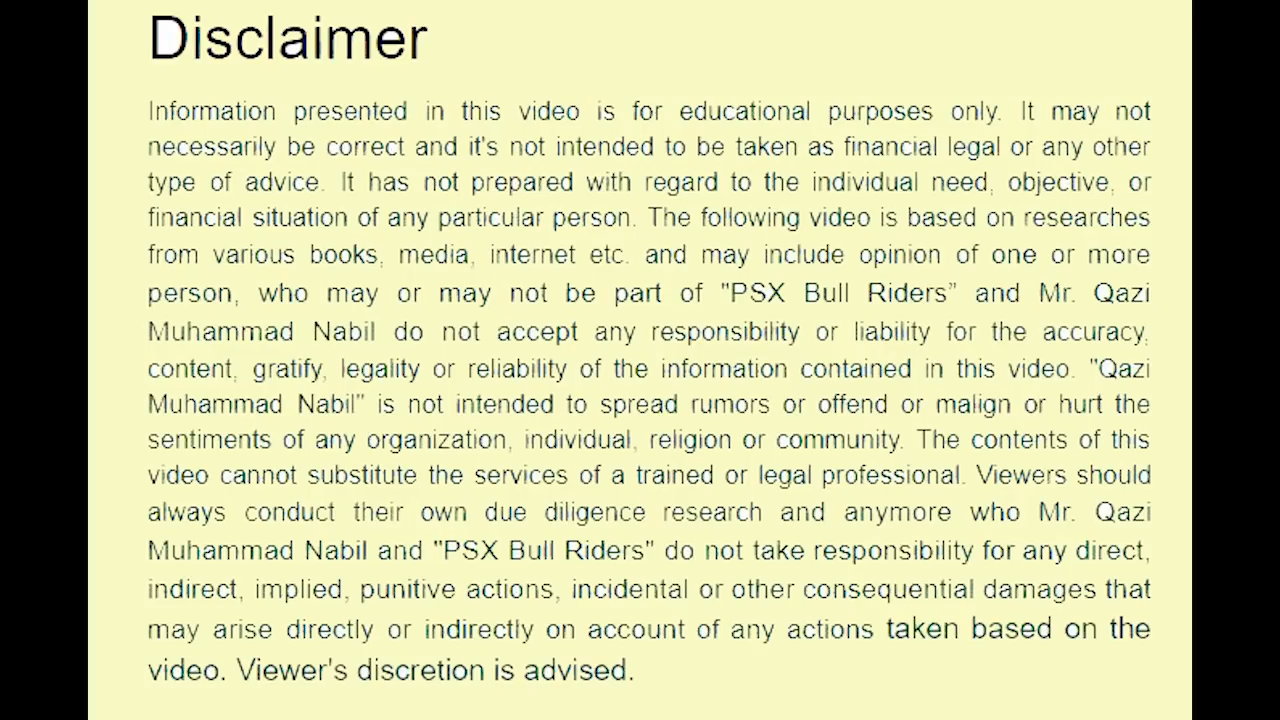 Disclaimer
Information presented in this video is for educational purposes only. It may not
necessarily be correct and it's not intended to be taken as financial legal or any other
type of advice. It has not prepared with regard to the individual need, objective, or
financial situation of any particular person. The following video is based on researches
from various books, media, internet etc. and may include opinion of one or more
person, who may or may not be part of "PSX Bull Riders” and Mr. Qazi
Muhammad Nabil do not accept any responsibility or liability for the accuracy,
content, gratify, legality or reliability of the information contained in this video. "Qazi
Muhammad Nabil" is not intended to spread rumors or offend or malign or hurt the
sentiments of any organization, individual, religion or community. The contents of this
video cannot substitute the services of a trained or legal professional. Viewers should
always conduct their own due diligence research and anymore who Mr. Qazi
Muhammad Nabil and "PSX Bull Riders" do not take responsibility for any direct,
indirect, implied, punitive actions, incidental or other consequential damages that
may arise directly or indirectly on account of any actions taken based on the
video. Viewer's discretion is advised.